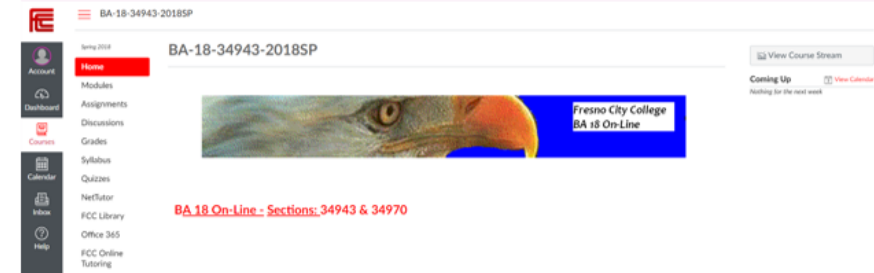 FCC
BA-18-34943-2018SP
Account
Dashboard
Courses
Calendar
Inbox
Help
Spring 2018
Home
Modules
Assignments
Discussions
Grades
Syllabus
Quizzes
NetTutor
FCC Library
Office 365
FCC Online
Tutoring
BA-18-34943-2018SP
Fresno City College
BA 18 On-Line
BA 18 On-Line - Sections: 34943 & 34970
View Course Stream
Coming Up
View Calendar
Nothing for the next week